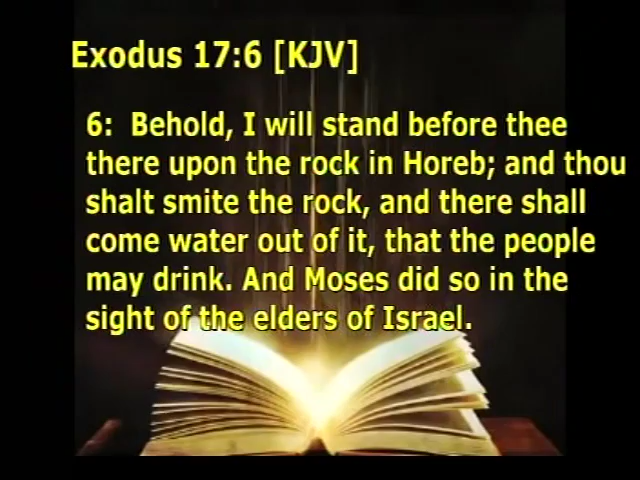 Exodus 17:6 [KJV]
6: Behold, I will stand before thee
there upon the rock in Horeb; and thou
shalt smite the rock, and there shall
come water out of it, that the people
may drink. And Moses did so in the
sight of the elders of Israel.